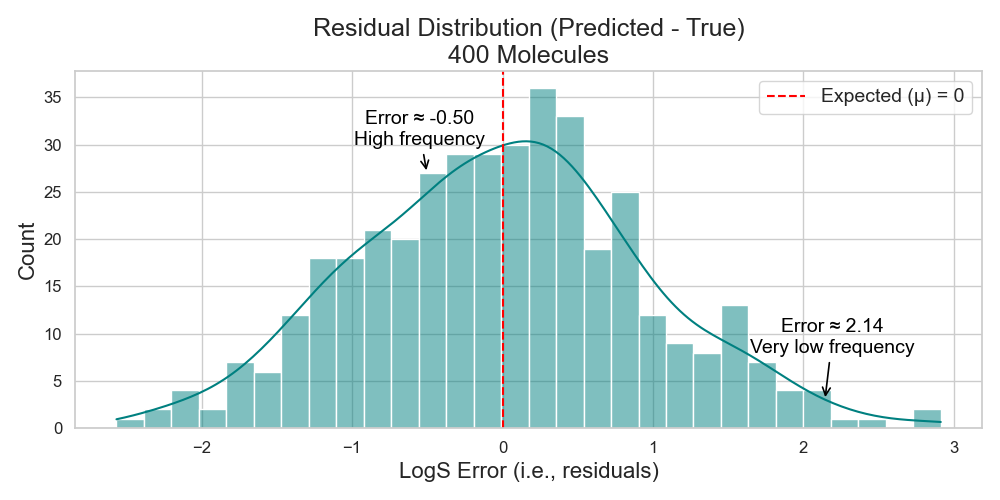 Residual Distribution (Predicted - True)
400 Molecules
Expected (μ) = 0
Error ≈ -0.50
High frequency
Error ≈ 2.14
Very low frequency
Count
35
30
25
20
15
10
5
0
−2
−1
0
1
2
3
LogS Error (i.e., residuals)